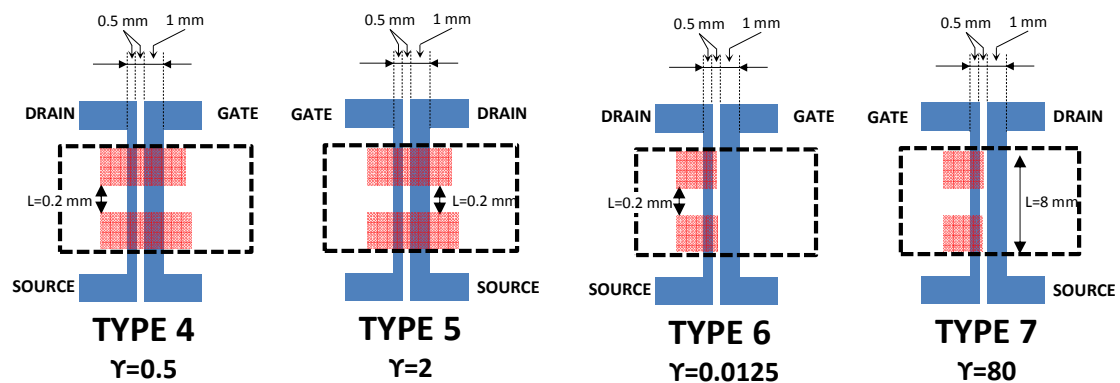 0.5 mm 1 mm
DRAIN GATE
L=0.2 mm
SOURCE
TYPE 4
ϒ=0.5
0.5 mm 1 mm
GATE DRAIN
L=0.2 mm
SOURCE
TYPE 5
ϒ=2
0.5 mm 1 mm
DRAIN GATE
L=0.2 mm
SOURCE
TYPE 6
ϒ=0.0125
0.5 mm 1 mm
GATE DRAIN
L=8 mm
SOURCE
TYPE 7
ϒ=80